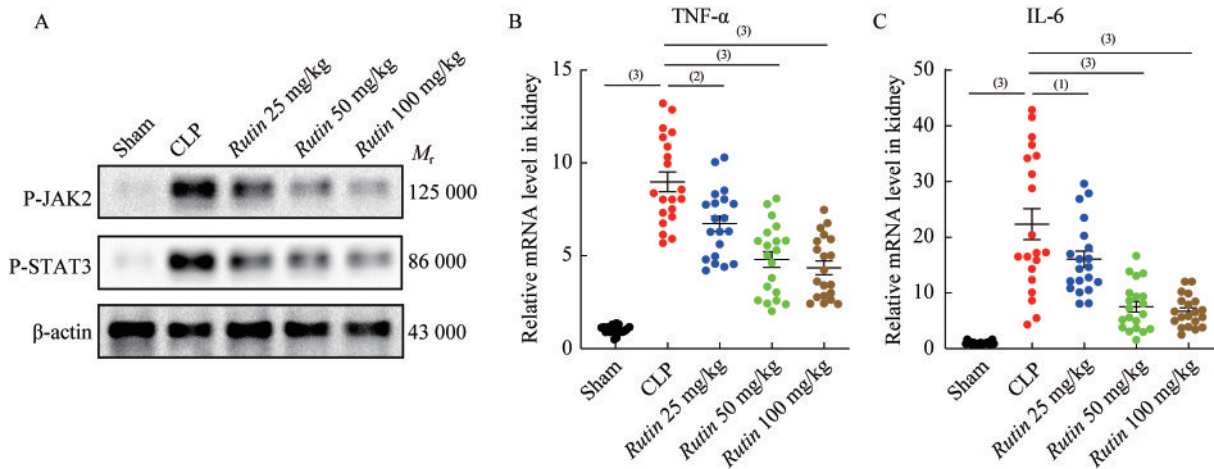 A
Sham
CLP
Rutin 25 mg/kg
Rutin 50 mg/kg
Rutin 100 mg/kg
Mr
P-JAK2
125 000
P-STAT3
86 000
β-actin
43 000
B
TNF-α
(3)
(3)
(3)
(2)
Relative mRNA level in kidney
15
10
5
0
Sham
CLP
Rutin 25 mg/kg
Rutin 50 mg/kg
Rutin 100 mg/kg
C
IL-6
(3)
(3)
(3)
(1)
Relative mRNA level in kidney
50
40
30
20
10
0
Sham
CLP
Rutin 25 mg/kg
Rutin 50 mg/kg
Rutin 100 mg/kg